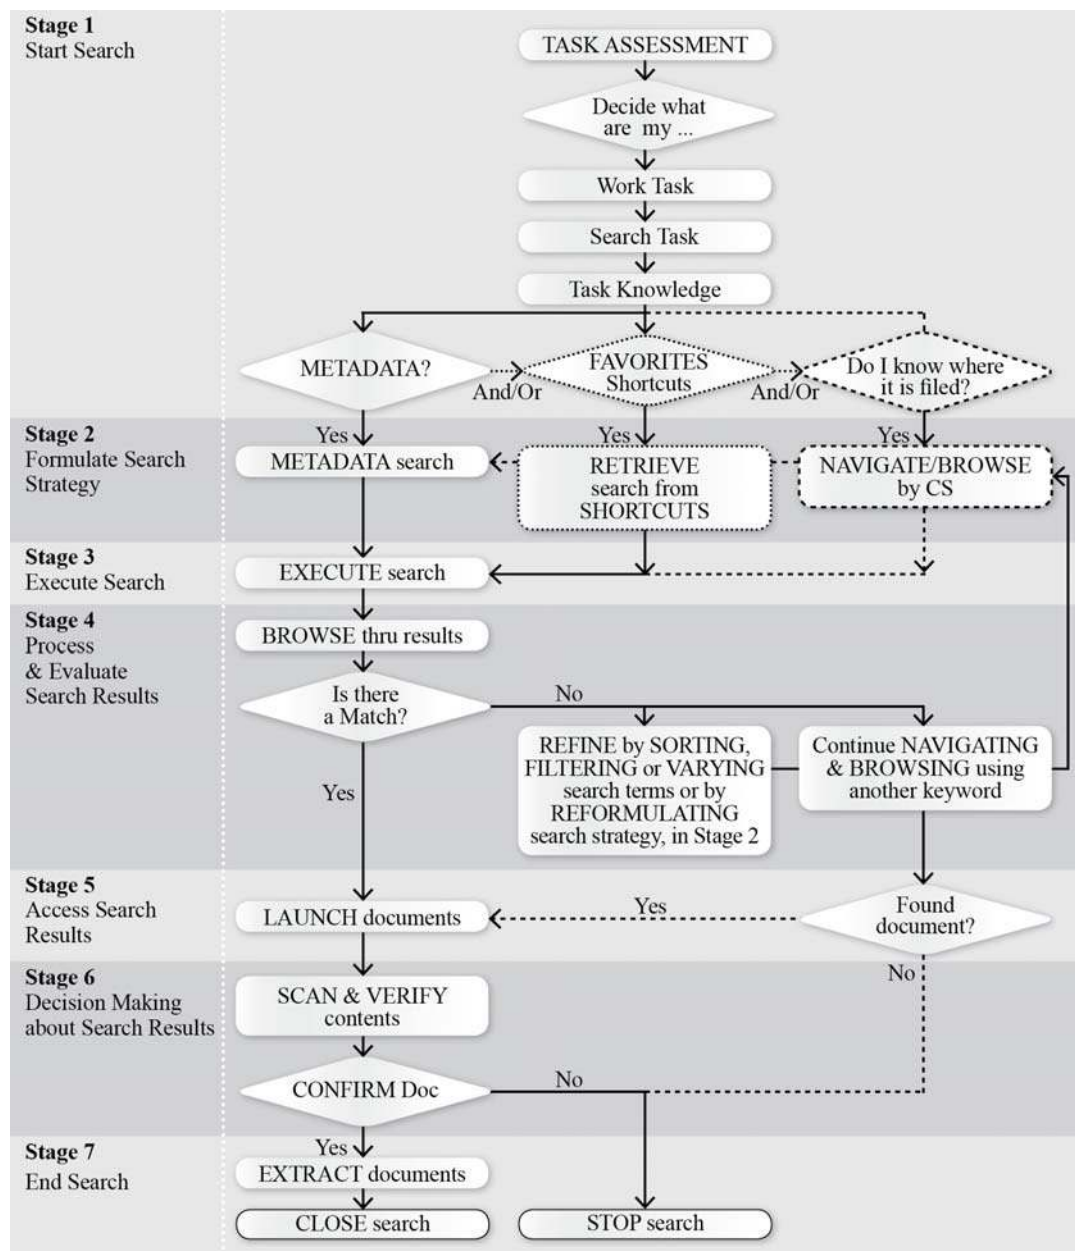 Stage 1
Start Search
TASK ASSESSMENT
Decide what
are my ...
Work Task
Search Task
Task Knowledge
METADATA?
And/Or
FAVORITES
Shortcuts
And/Or
Do I know where
it is filed?
Stage 2
Formulate Search
Strategy
Yes
METADATA search
Yes
RETRIEVE
search from
SHORTCUTS
Yes
NAVIGATE/BROWSE
by CS
Stage 3
Execute Search
EXECUTE search
Stage 4
Process
& Evaluate
Search Results
BROWSE thru results
Is there
a Match?
No
Yes
REFINE by SORTING,
FILTERING or VARYING
search terms or by
REFORMULATING
search strategy, in Stage 2
Continue NAVIGATING
& BROWSING using
another keyword
Stage 5
Access Search
Results
LAUNCH documents
Yes
Found
document?
No
Stage 6
Decision Making
about Search Results
SCAN & VERIFY
contents
CONFIRM Doc
No
Stage 7
End Search
Yes
EXTRACT documents
CLOSE search
STOP search